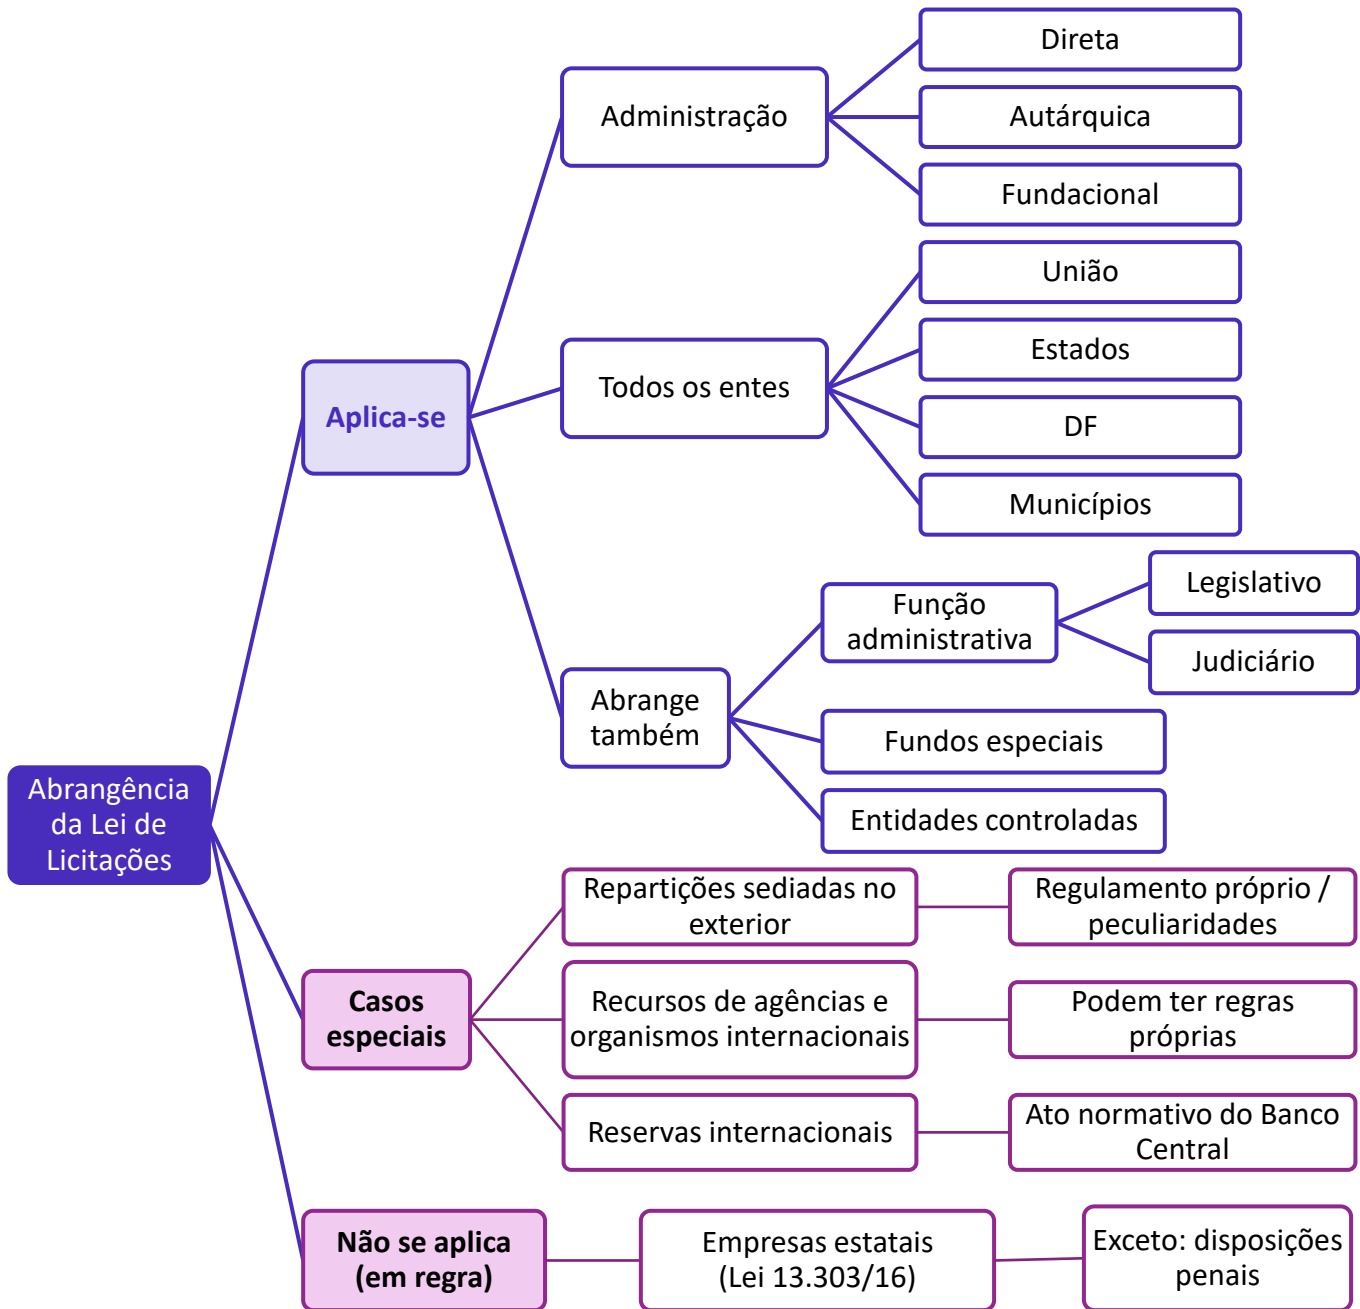 Abrangência
da Lei de
Licitações
Aplica-se
Administração
Direta
Autárquica
Fundacional
Todos os entes
União
Estados
DF
Municípios
Abrange
também
Função
administrativa
Legislativo
Judiciário
Fundos especiais
Entidades controladas
Casos
especiais
Repartições sediadas no
exterior
Regulamento próprio /
peculiaridades
Recursos de agências e
organismos internacionais
Podem ter regras
próprias
Reservas internacionais
Ato normativo do Banco
Central
Não se aplica
(em regra)
Empresas estatais
(Lei 13.303/16)
Exceto: disposições
penais